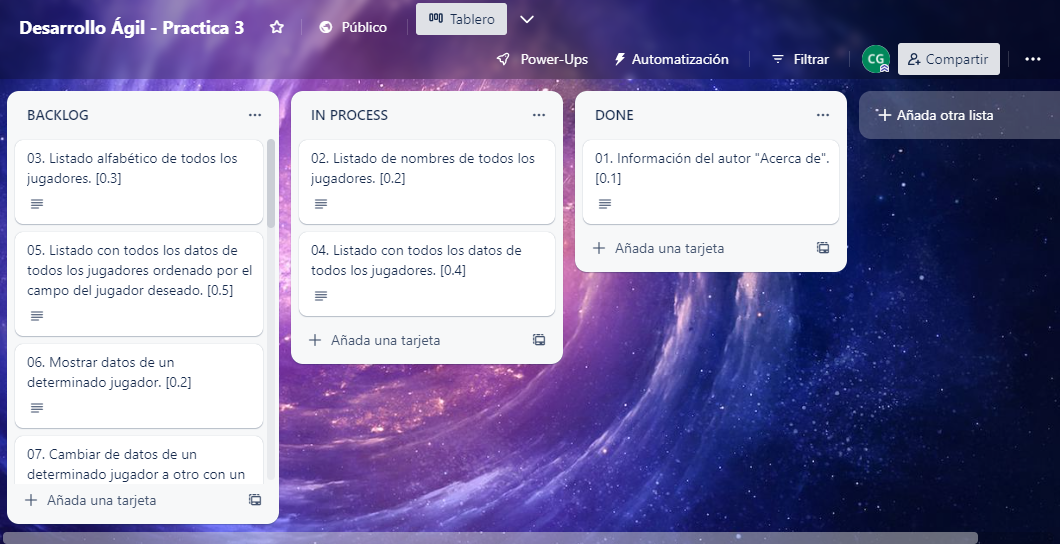 Desarrollo Ágil - Practica 3
Público
Tablero
Power-Ups
Automatización
Filtrar
CG
Compartir
BACKLOG
03. Listado alfabético de todos los
jugadores. [0.3]
05. Listado con todos los datos de
todos los jugadores ordenado por el
campo del jugador deseado. [0.5]
06. Mostrar datos de un
determinado jugador. [0.2]
07. Cambiar de datos de un
determinado jugador a otro con un
Añada una tarjeta
IN PROCESS
02. Listado de nombres de todos los
jugadores. [0.2]
04. Listado con todos los datos de
todos los jugadores. [0.4]
Añada una tarjeta
DONE
01. Información del autor "Acerca de".
[0.1]
Añada una tarjeta
Añada otra lista